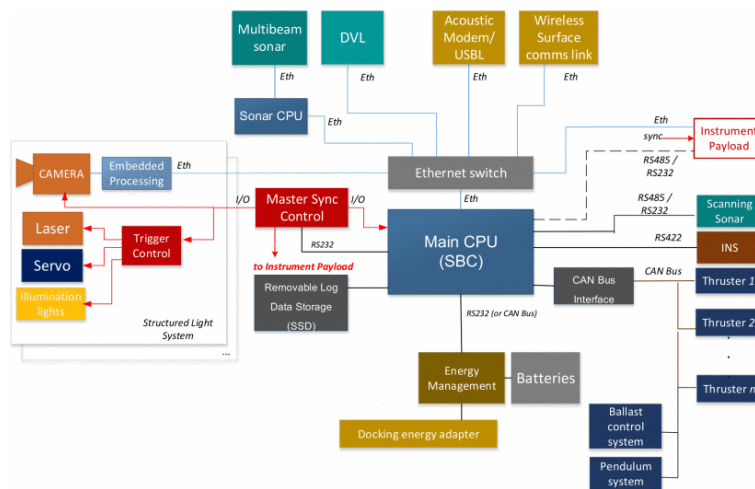 Multibeam
sonar
DVL
Acoustic
Modem/
USBL
Wireless
Surface
comms link
Eth
Eth
Eth
Eth
Sonar CPU
Eth
Eth
sync
Instrument
Payload
CAMERA
Embedded
Processing
Eth
Ethernet switch
RS485 /
RS232
I/O
Master Sync
Control
I/O
Eth
RS485 /
RS232
Scanning
Sonar
Laser
Trigger
Control
RS232
Main CPU
(SBC)
RS422
INS
Servo
to Instrument Payload
CAN Bus
Interface
CAN Bus
Thruster 1
Illumination
lights
Removable Log
Data Storage
(SSD)
RS232 (or CAN Bus)
Thruster 2
Structured Light
System
...
Energy
Management
Batteries
Thruster n
Docking energy adapter
Ballast
control
system
Pendulum
system